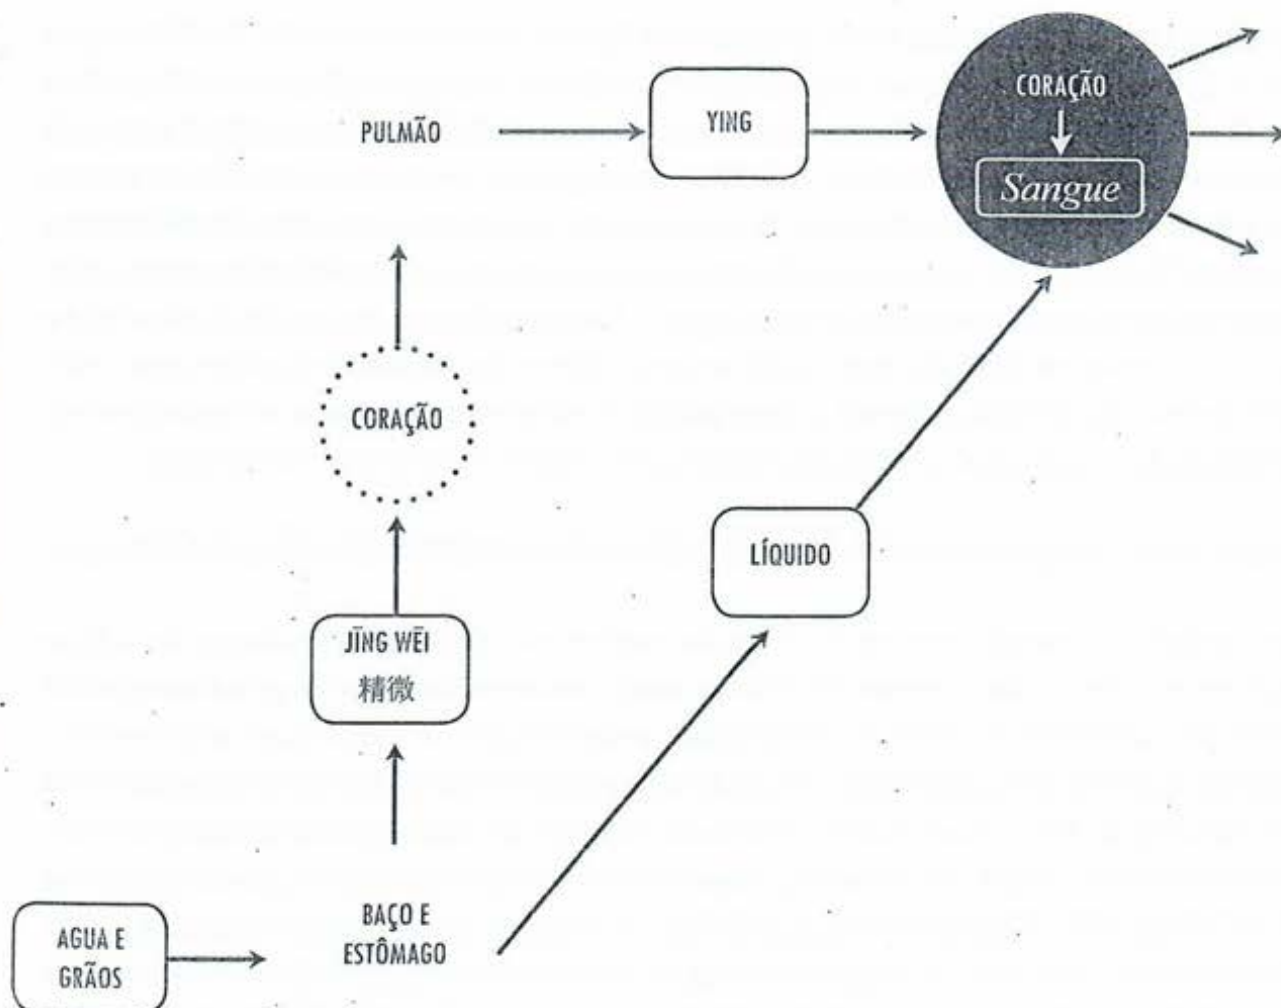 PULMÃO
YING
CORAÇÃO
Sangue
CORAÇÃO
LÍQUIDO
JĪNG WĒI
精微
BAÇO E
ESTÔMAGO
AGUA E
GRÃOS